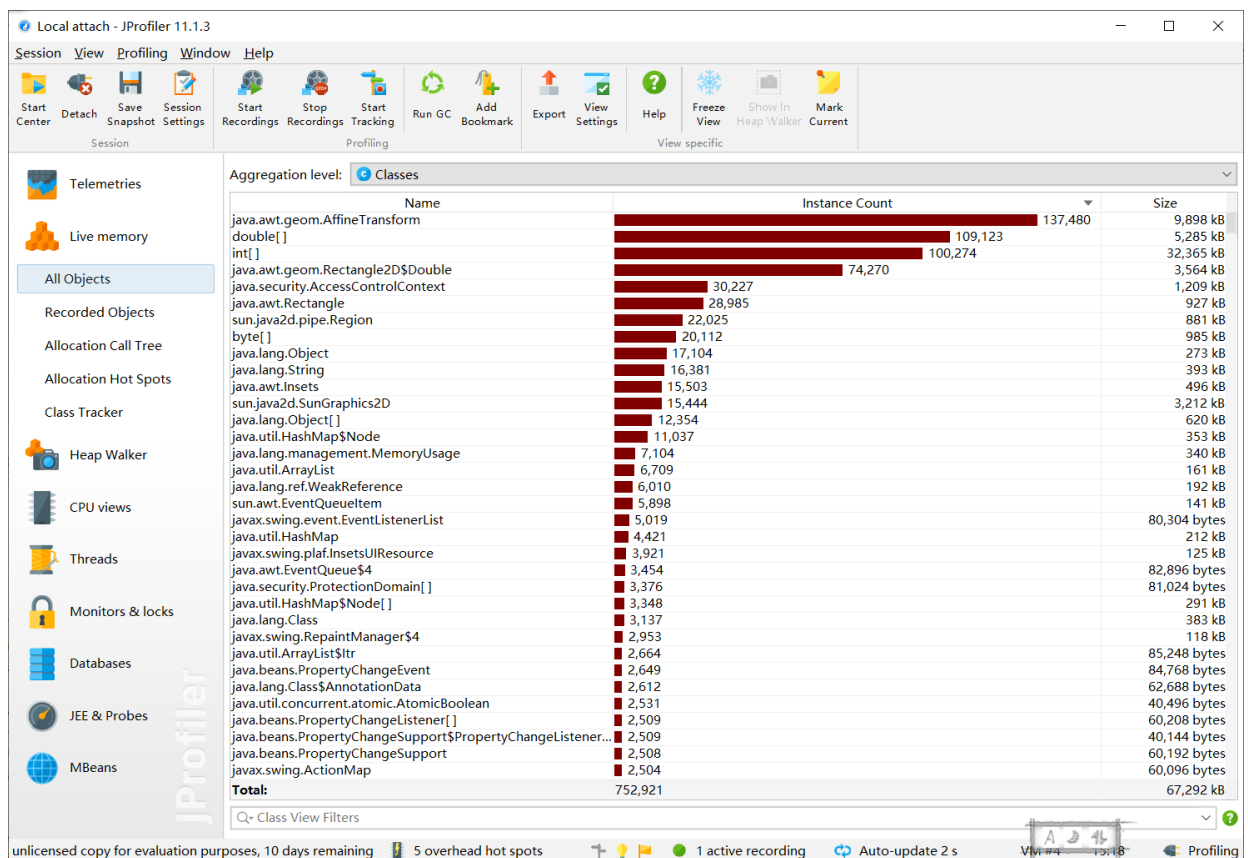 Local attach - JProfiler 11.1.3
Session View Profiling Window Help
Start Center Detach Save Snapshot Session Settings Start Recordings Stop Recordings Start Tracking Run GC Add Bookmark Export View Settings Help Freeze View Show In Heap Walker Mark Current
Session Profiling View specific
Telemetries
Live memory
All Objects
Recorded Objects
Allocation Call Tree
Allocation Hot Spots
Class Tracker
Heap Walker
CPU views
Threads
Monitors & locks
Databases
JEE & Probes
MBeans
JProfiler
Aggregation level: Classes
Name Instance Count Size
java.awt.geom.AffineTransform 137,480 9,898 kB
double[ ] 109,123 5,285 kB
int[ ] 100,274 32,365 kB
java.awt.geom.Rectangle2D$Double 74,270 3,564 kB
java.security.AccessControlContext 30,227 1,209 kB
java.awt.Rectangle 28,985 927 kB
sun.java2d.pipe.Region 22,025 881 kB
byte[ ] 20,112 985 kB
java.lang.Object 17,104 273 kB
java.lang.String 16,381 393 kB
java.awt.Insets 15,503 496 kB
sun.java2d.SunGraphics2D 15,444 3,212 kB
java.lang.Object[ ] 12,354 620 kB
java.util.HashMap$Node 11,037 353 kB
java.lang.management.MemoryUsage 7,104 340 kB
java.util.ArrayList 6,709 161 kB
java.lang.ref.WeakReference 6,010 192 kB
sun.awt.EventQueueItem 5,898 141 kB
javax.swing.event.EventListenerList 5,019 80,304 bytes
java.util.HashMap 4,421 212 kB
javax.swing.plaf.InsetsUIResource 3,921 125 kB
java.awt.EventQueue$4 3,454 82,896 bytes
java.security.ProtectionDomain[ ] 3,376 81,024 bytes
java.util.HashMap$Node[ ] 3,348 291 kB
java.lang.Class 3,137 383 kB
javax.swing.RepaintManager$4 2,953 118 kB
java.util.ArrayList$Itr 2,664 85,248 bytes
java.beans.PropertyChangeEvent 2,649 84,768 bytes
java.lang.Class$AnnotationData 2,612 62,688 bytes
java.util.concurrent.atomic.AtomicBoolean 2,531 40,496 bytes
java.beans.PropertyChangeListener[ ] 2,509 60,208 bytes
java.beans.PropertyChangeSupport$PropertyChangeListener... 2,509 40,144 bytes
java.beans.PropertyChangeSupport 2,508 60,192 bytes
javax.swing.ActionMap 2,504 60,096 bytes
Total: 752,921 67,292 kB
Class View Filters
unlicensed copy for evaluation purposes, 10 days remaining 5 overhead hot spots 1 active recording Auto-update 2 s VM #4 15:18 Profiling